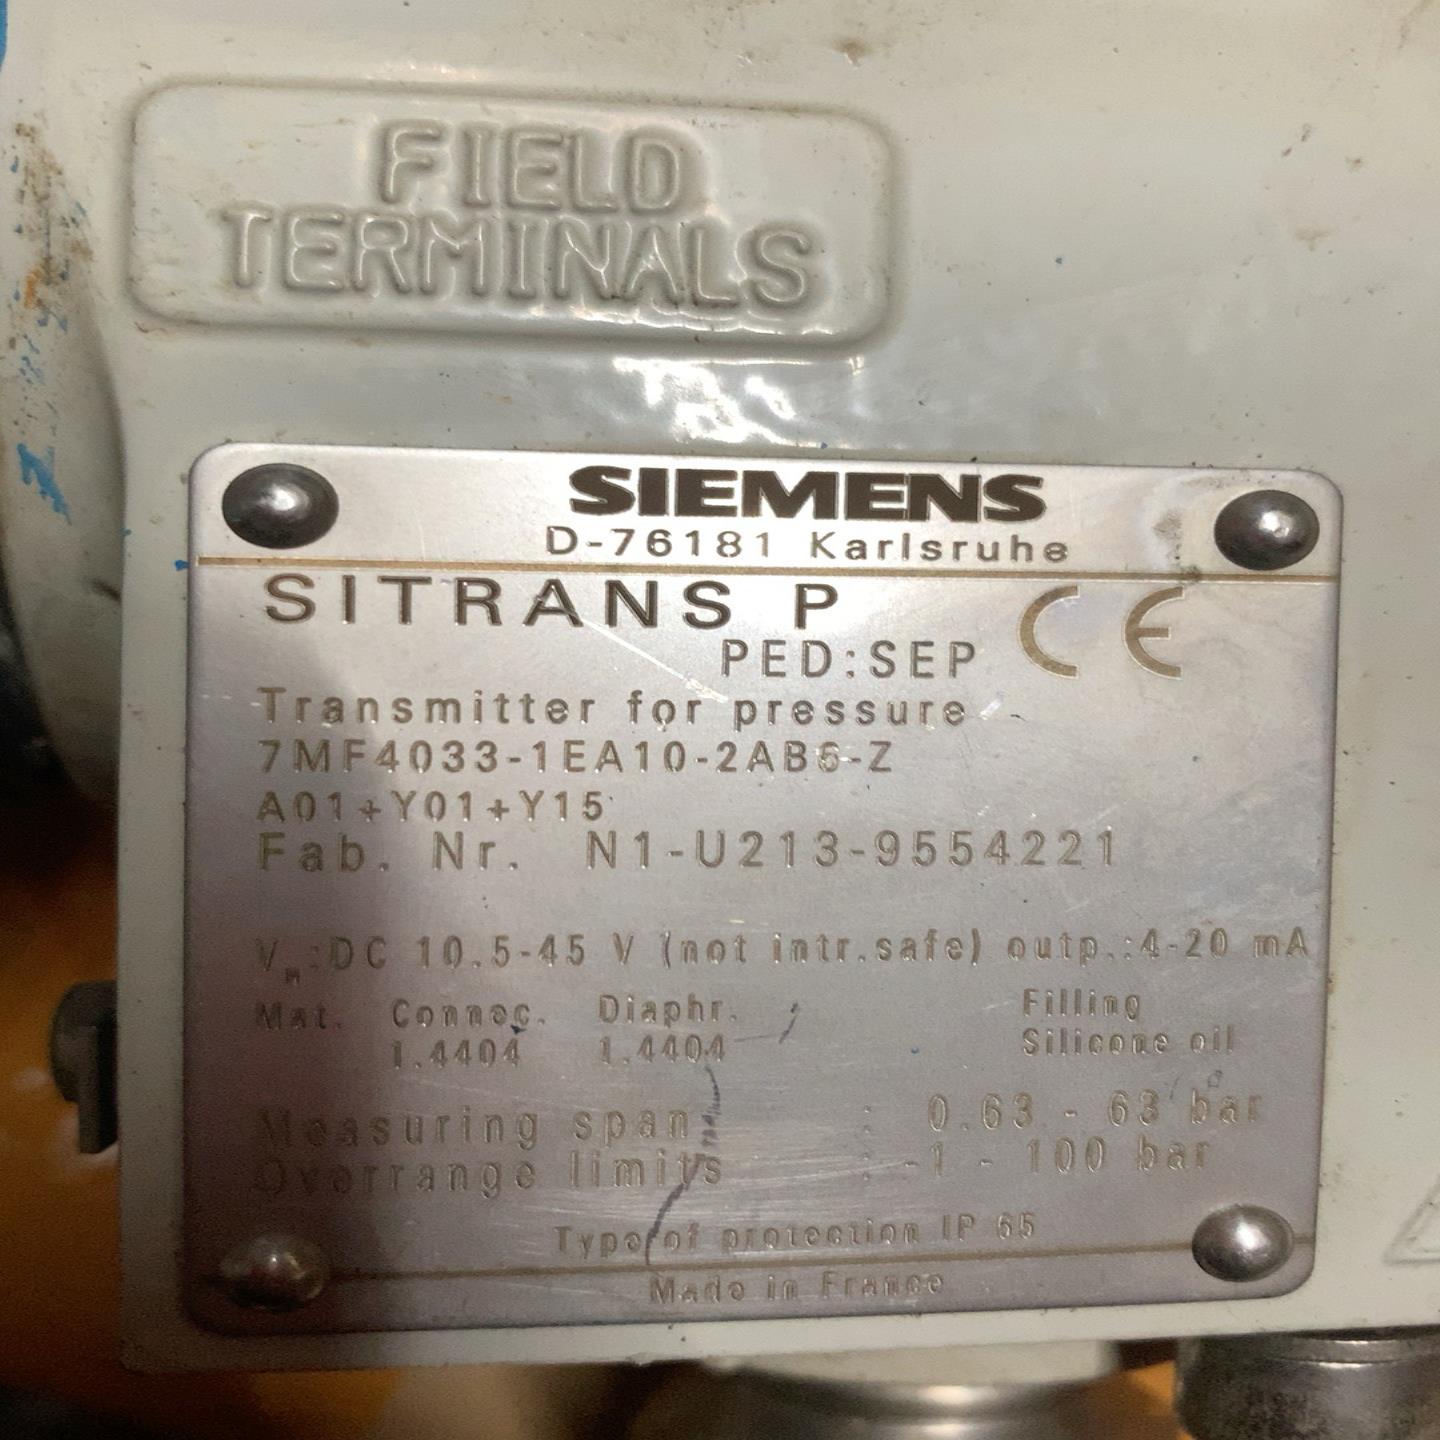 FIELD
TERMINALS
SIEMENS
D-76181 Karlsruhe
SITRANS P
PED:SEP CE
Transmitter for pressure
7MF4033-1EA10-2AB6-Z
A01+Y01+Y15
Fab. Nr. N1-U213-9554221
VH:DC 10.5-45 V (not intr.safe) outp.:4-20 mA
Mat. Connec. Diaphr. Filling
1.4404 1.4404 Silicone oil
Measuring span : 0.63 - 63 bar
Overrange limits : -1 - 100 bar
Type of protection IP 65
Made in France